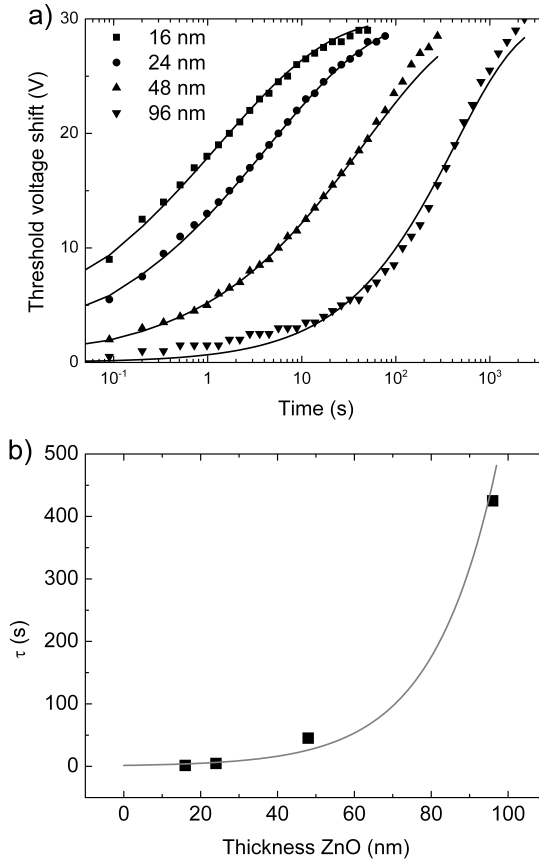 a)
16 nm
24 nm
48 nm
96 nm
Threshold voltage shift (V)
30
20
10
0
10⁻¹ 1 10¹ 10² 10³
Time (s)
b)
τ (s)
500
400
300
200
100
0
0 20 40 60 80 100
Thickness ZnO (nm)